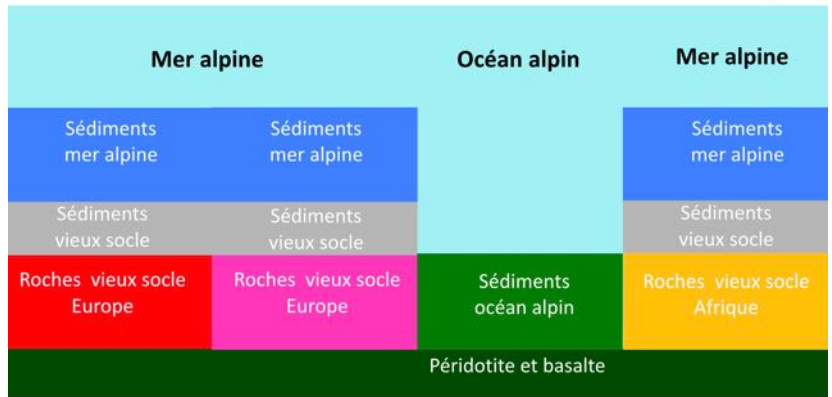 Mer alpine
Océan alpin
Mer alpine
Sédiments
mer alpine
Sédiments
mer alpine
Sédiments
mer alpine
Sédiments
vieux socle
Sédiments
vieux socle
Sédiments
vieux socle
Roches vieux socle
Europe
Roches vieux socle
Europe
Sédiments
océan alpin
Roches vieux socle
Afrique
Péridotite et basalte